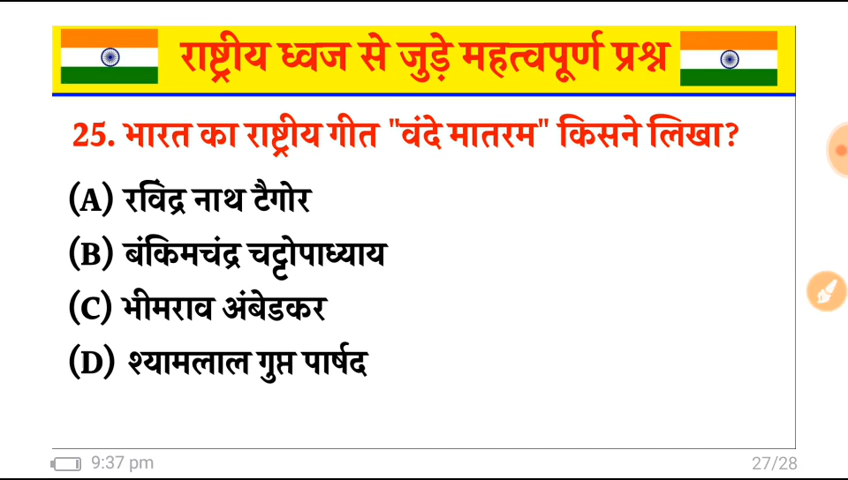 राष्ट्रीय ध्वज से जुड़े महत्वपूर्ण प्रश्न
25. भारत का राष्ट्रीय गीत "वंदे मातरम" किसने लिखा?
(A) रविंद्र नाथ टैगोर
(B) बंकिमचंद्र चट्टोपाध्याय
(C) भीमराव अंबेडकर
(D) श्यामलाल गुप्त पार्षद
9:37 pm
27/28